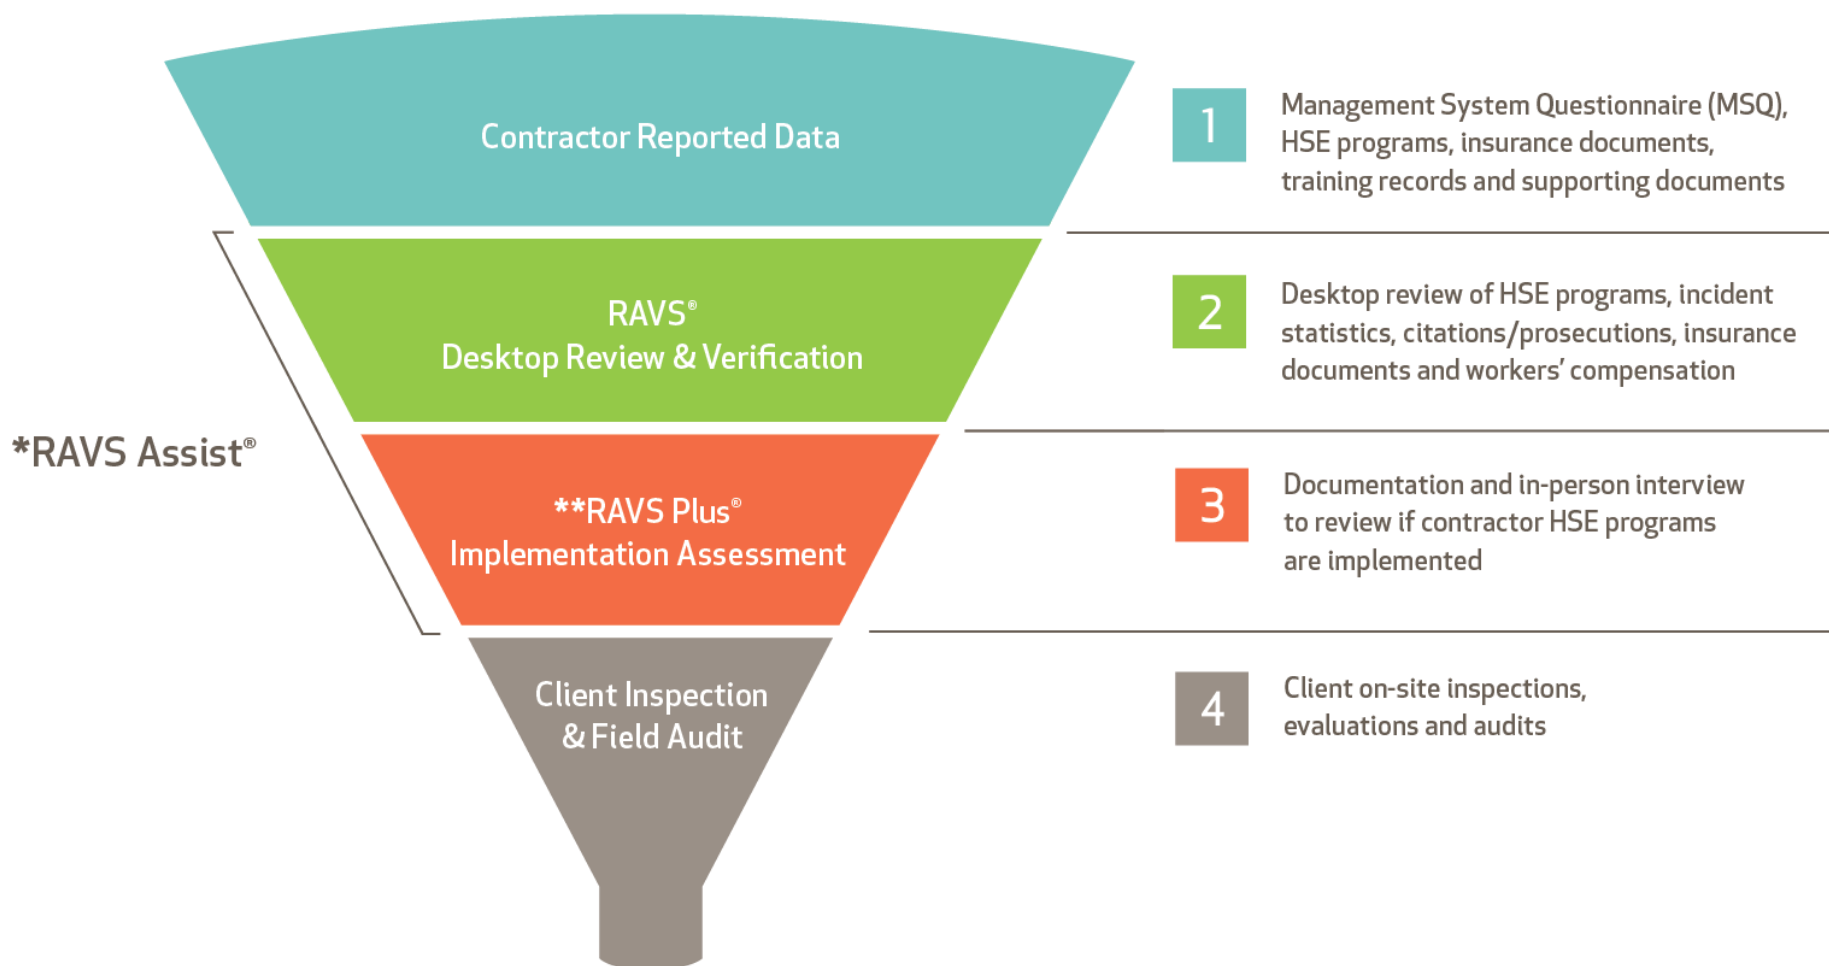 Contractor Reported Data
1
Management System Questionnaire (MSQ),
HSE programs, insurance documents,
training records and supporting documents
RAVS®
Desktop Review & Verification
2
Desktop review of HSE programs, incident
statistics, citations/prosecutions, insurance
documents and workers’ compensation
*RAVS Assist®
**RAVS Plus®
Implementation Assessment
3
Documentation and in-person interview
to review if contractor HSE programs
are implemented
Client Inspection
& Field Audit
4
Client on-site inspections,
evaluations and audits